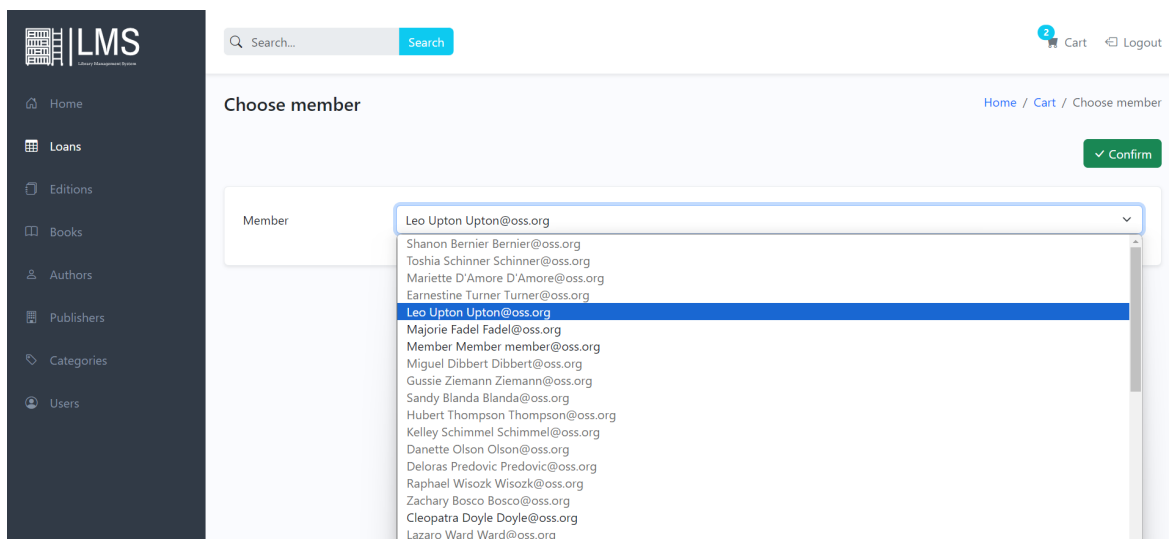 LMS
Library Management System
Search...
Search
2
Cart
Logout
Home
Loans
Editions
Books
Authors
Publishers
Categories
Users
Choose member
Home / Cart / Choose member
Confirm
Member
Leo Upton Upton@oss.org
Shanon Bernier Bernier@oss.org
Toshia Schinner Schinner@oss.org
Mariette D'Amore D'Amore@oss.org
Earnestine Turner Turner@oss.org
Leo Upton Upton@oss.org
Majorie Fadel Fadel@oss.org
Member Member member@oss.org
Miguel Dibbert Dibbert@oss.org
Gussie Ziemann Ziemann@oss.org
Sandy Blanda Blanda@oss.org
Hubert Thompson Thompson@oss.org
Kelley Schimmel Schimmel@oss.org
Danette Olson Olson@oss.org
Deloras Predovic Predovic@oss.org
Raphael Wisozk Wisozk@oss.org
Zachary Bosco Bosco@oss.org
Cleopatra Doyle Doyle@oss.org
Lazaro Ward Ward@oss.org